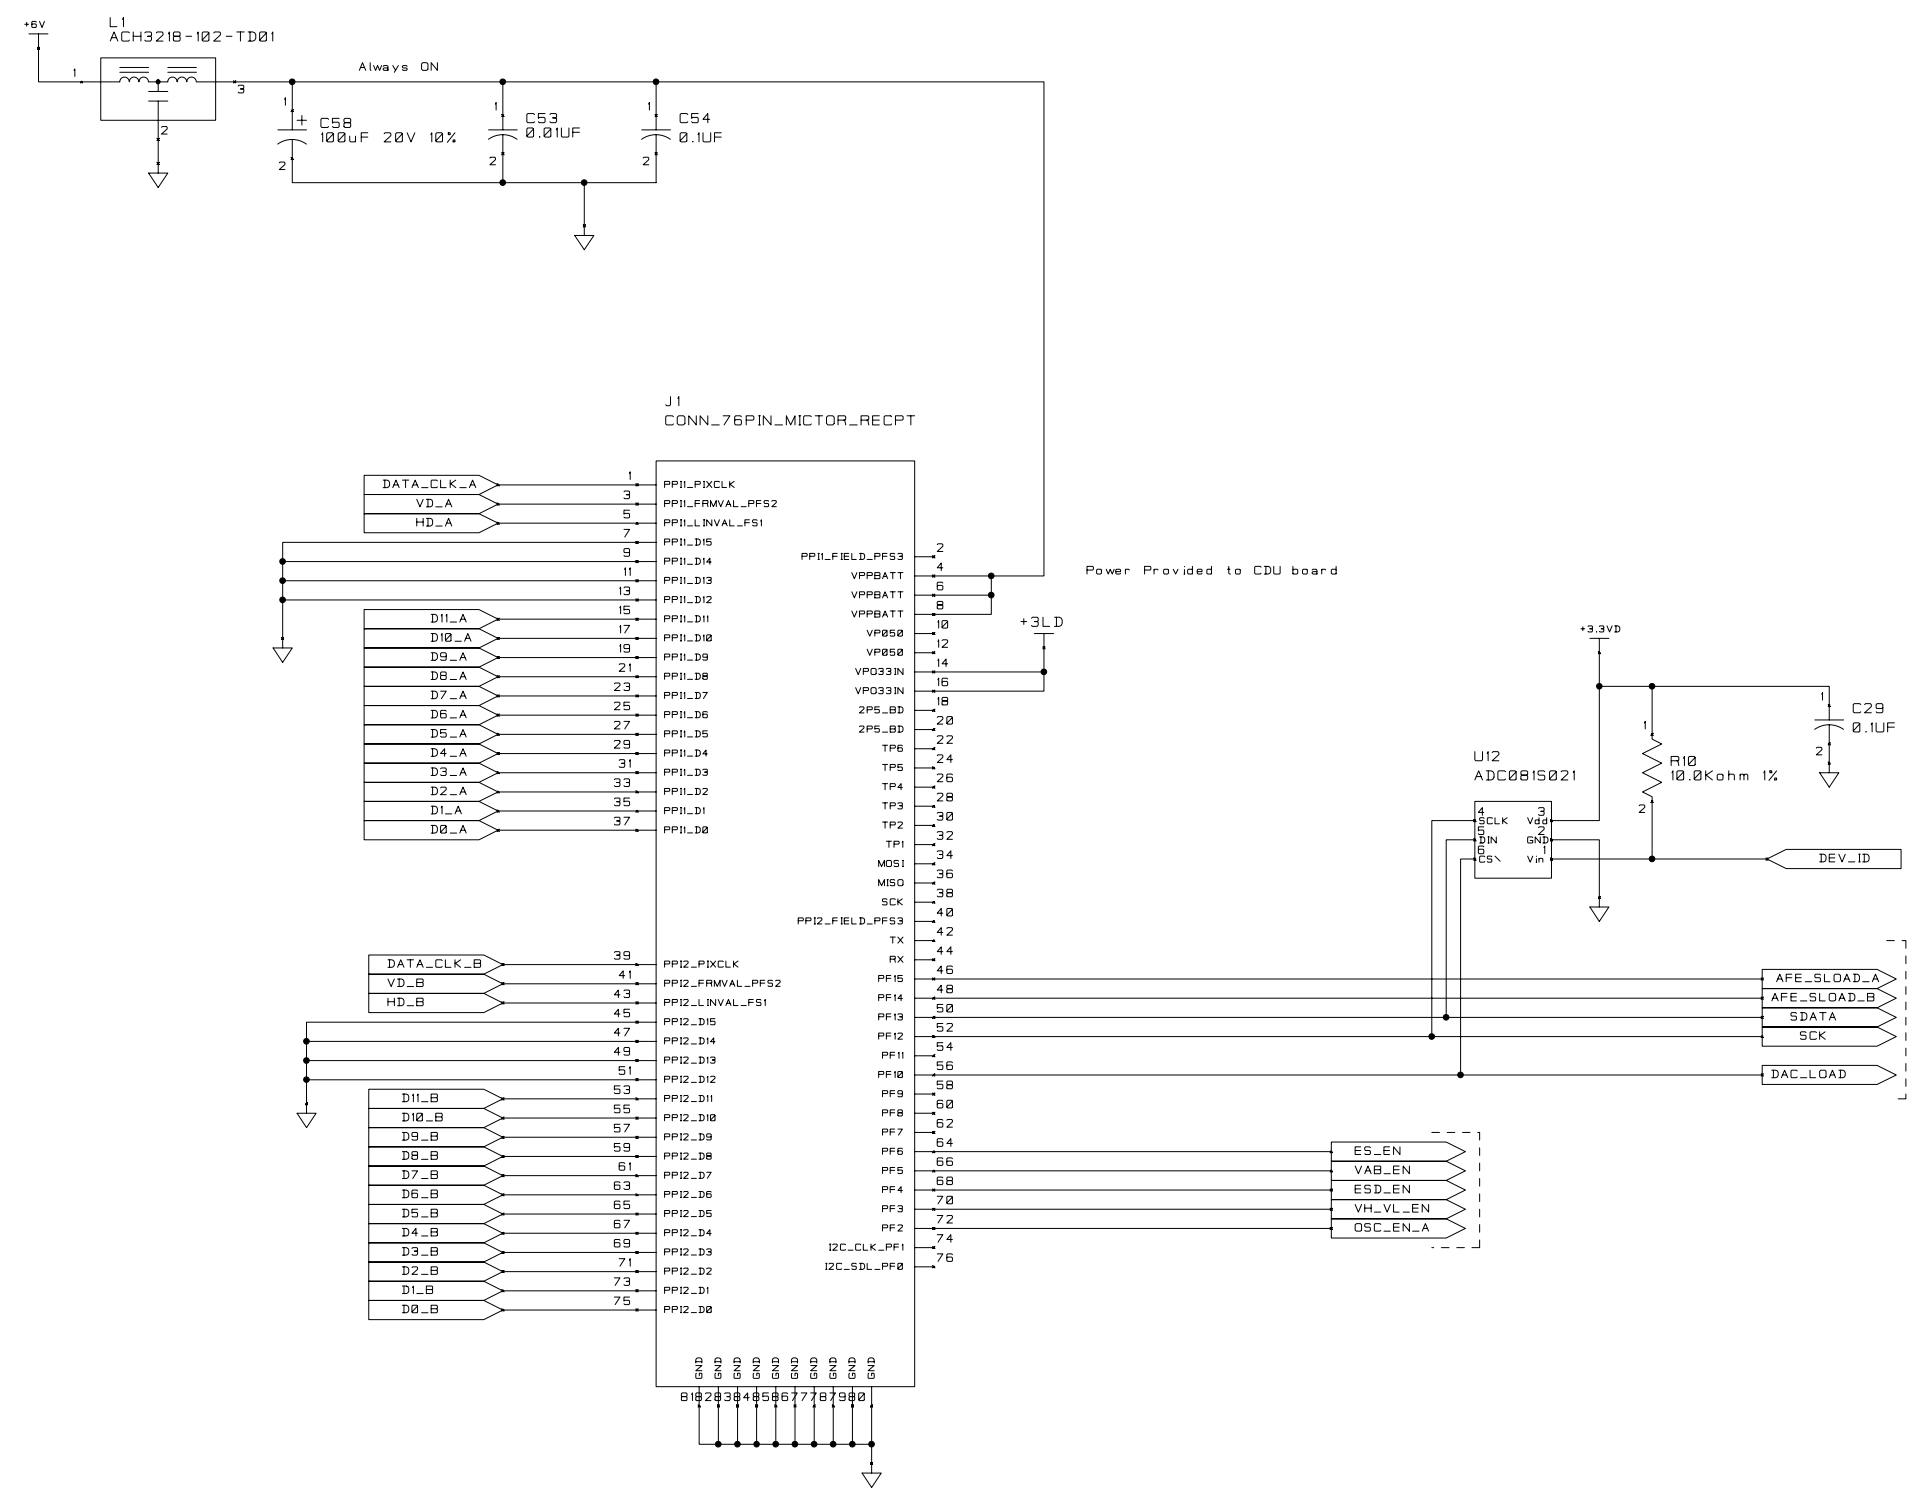 +6V
L1
ACH3218-102-TD01
1
3
2
Always ON
1
+
C58
100uF 20V 10%
2
1
C53
0.01UF
2
1
C54
0.1UF
2
J1
CONN_76PIN_MICTOR_RECPT
DATA_CLK_A 1 PPI1_PIXCLK
VD_A 3 PPI1_FRMVAL_PFS2
HD_A 5 PPI1_LINVAL_FS1
7 PPI1_D15
9 PPI1_D14
11 PPI1_D13
13 PPI1_D12
D11_A 15 PPI1_D11
D10_A 17 PPI1_D10
D9_A 19 PPI1_D9
D8_A 21 PPI1_D8
D7_A 23 PPI1_D7
D6_A 25 PPI1_D6
D5_A 27 PPI1_D5
D4_A 29 PPI1_D4
D3_A 31 PPI1_D3
D2_A 33 PPI1_D2
D1_A 35 PPI1_D1
D0_A 37 PPI1_D0
DATA_CLK_B 39 PPI2_PIXCLK
VD_B 41 PPI2_FRMVAL_PFS2
HD_B 43 PPI2_LINVAL_FS1
45 PPI2_D15
47 PPI2_D14
49 PPI2_D13
51 PPI2_D12
D11_B 53 PPI2_D11
D10_B 55 PPI2_D10
D9_B 57 PPI2_D9
D8_B 59 PPI2_D8
D7_B 61 PPI2_D7
D6_B 63 PPI2_D6
D5_B 65 PPI2_D5
D4_B 67 PPI2_D4
D3_B 69 PPI2_D3
D2_B 71 PPI2_D2
D1_B 73 PPI2_D1
D0_B 75 PPI2_D0
PPI1_FIELD_PFS3 2
VPPBATT 4
VPPBATT 6
VPPBATT 8
VP050 10
VP050 12
VPO33IN 14
VPO33IN 16
2P5_BD 18
2P5_BD 20
TP6 22
TP5 24
TP4 26
TP3 28
TP2 30
TP1 32
MOSI 34
MISO 36
SCK 38
PPI2_FIELD_PFS3 40
TX 42
RX 44
PF15 46 AFE_SLOAD_A
PF14 48 AFE_SLOAD_B
PF13 50 SDATA
PF12 52 SCK
PF11 54
PF10 56 DAC_LOAD
PF9 58
PF8 60
PF7 62
PF6 64 ES_EN
PF5 66 VAB_EN
PF4 68 ESD_EN
PF3 70 VH_VL_EN
PF2 72 OSC_EN_A
I2C_CLK_PF1 74
I2C_SDL_PF0 76
Power Provided to CDU board
+3LD
+3.3VD
1
C29
0.1UF
2
1
R10
10.0Kohm 1%
2
U12
ADC081S021
4 SCLK
5 DIN
6 CS\
3 Vdd
2 GND
1 Vin
DEV_ID
GND GND GND GND GND GND GND GND GND GND